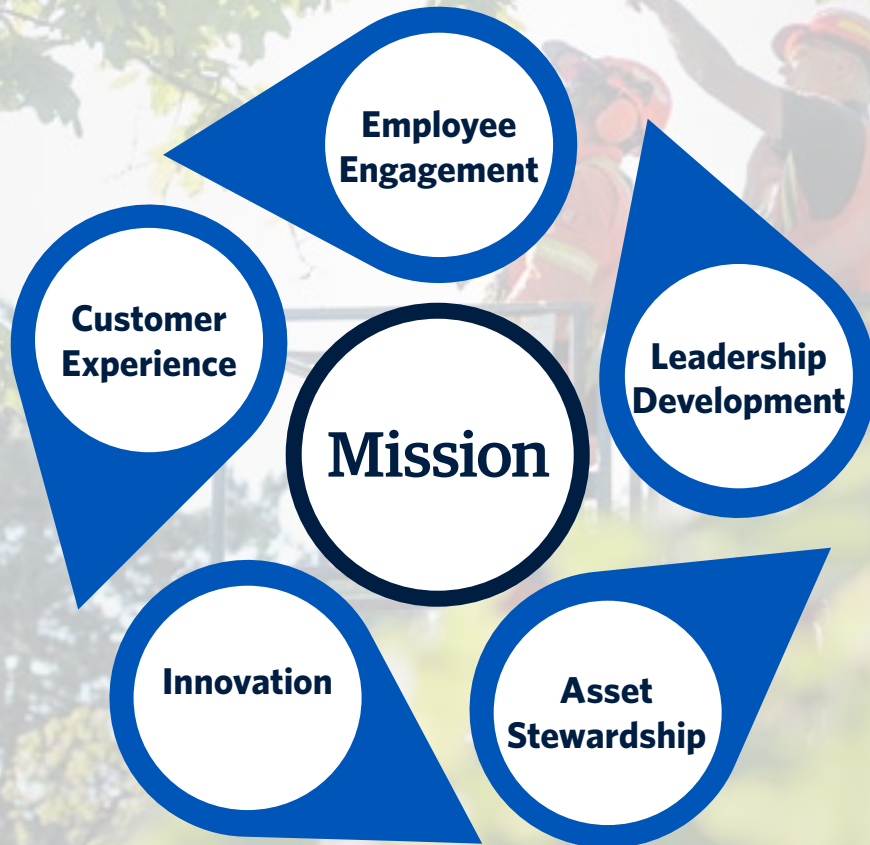 Employee
Engagement
Customer
Experience
Leadership
Development
Mission
Innovation
Asset
Stewardship